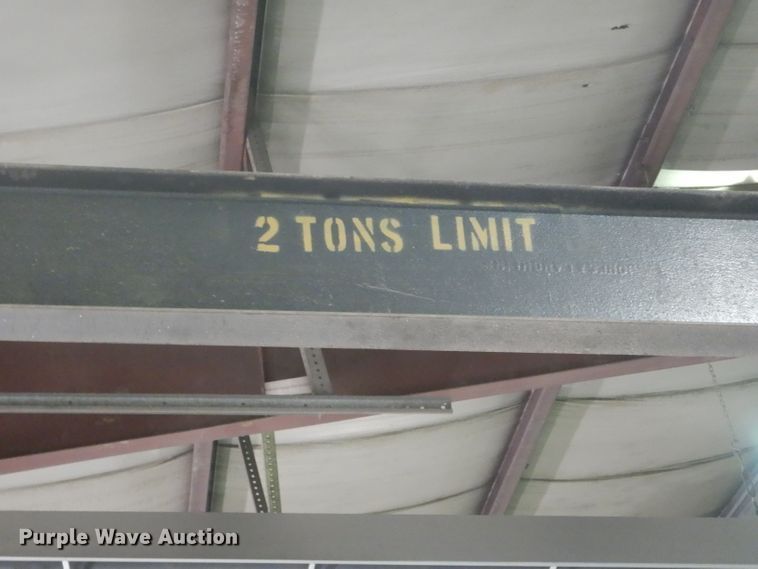 2 TONS LIMIT
Purple Wave Auction